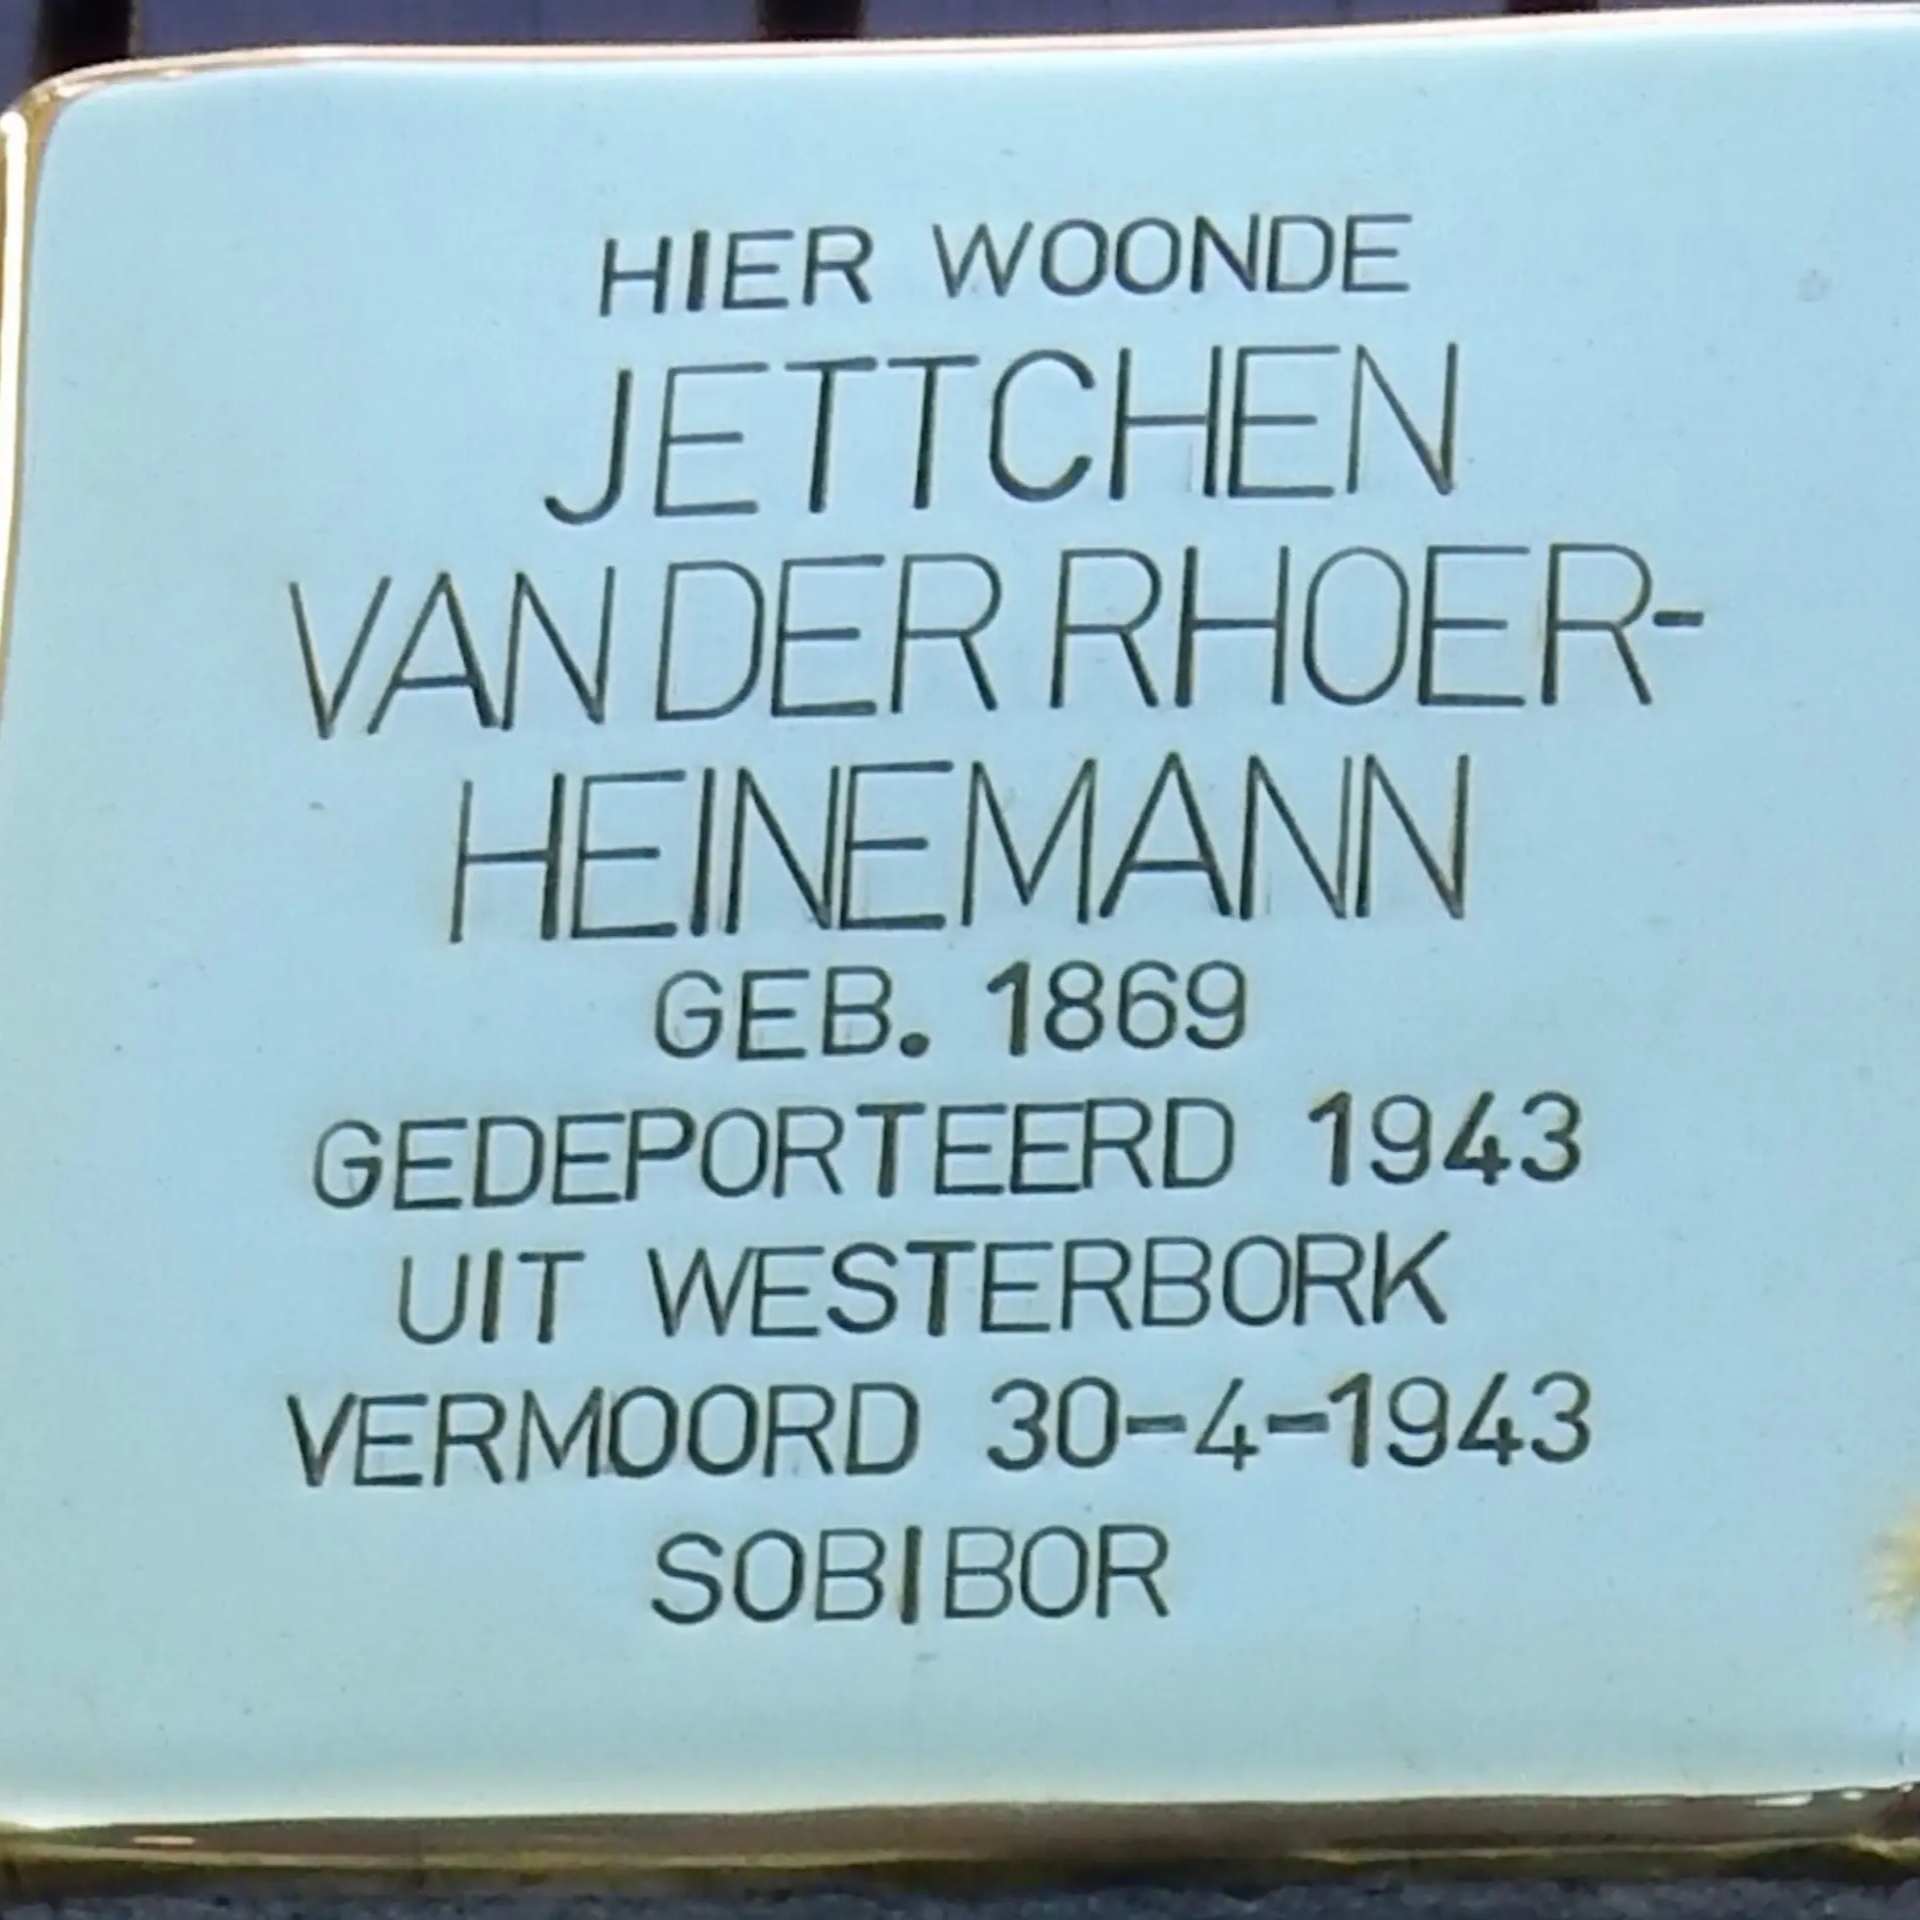 HIER WOONDE
JETTCHEN
VAN DER RHOER-
HEINEMANN
GEB. 1869
GEDEPORTEERD 1943
UIT WESTERBORK
VERMOORD 30-4-1943
SOBIBOR